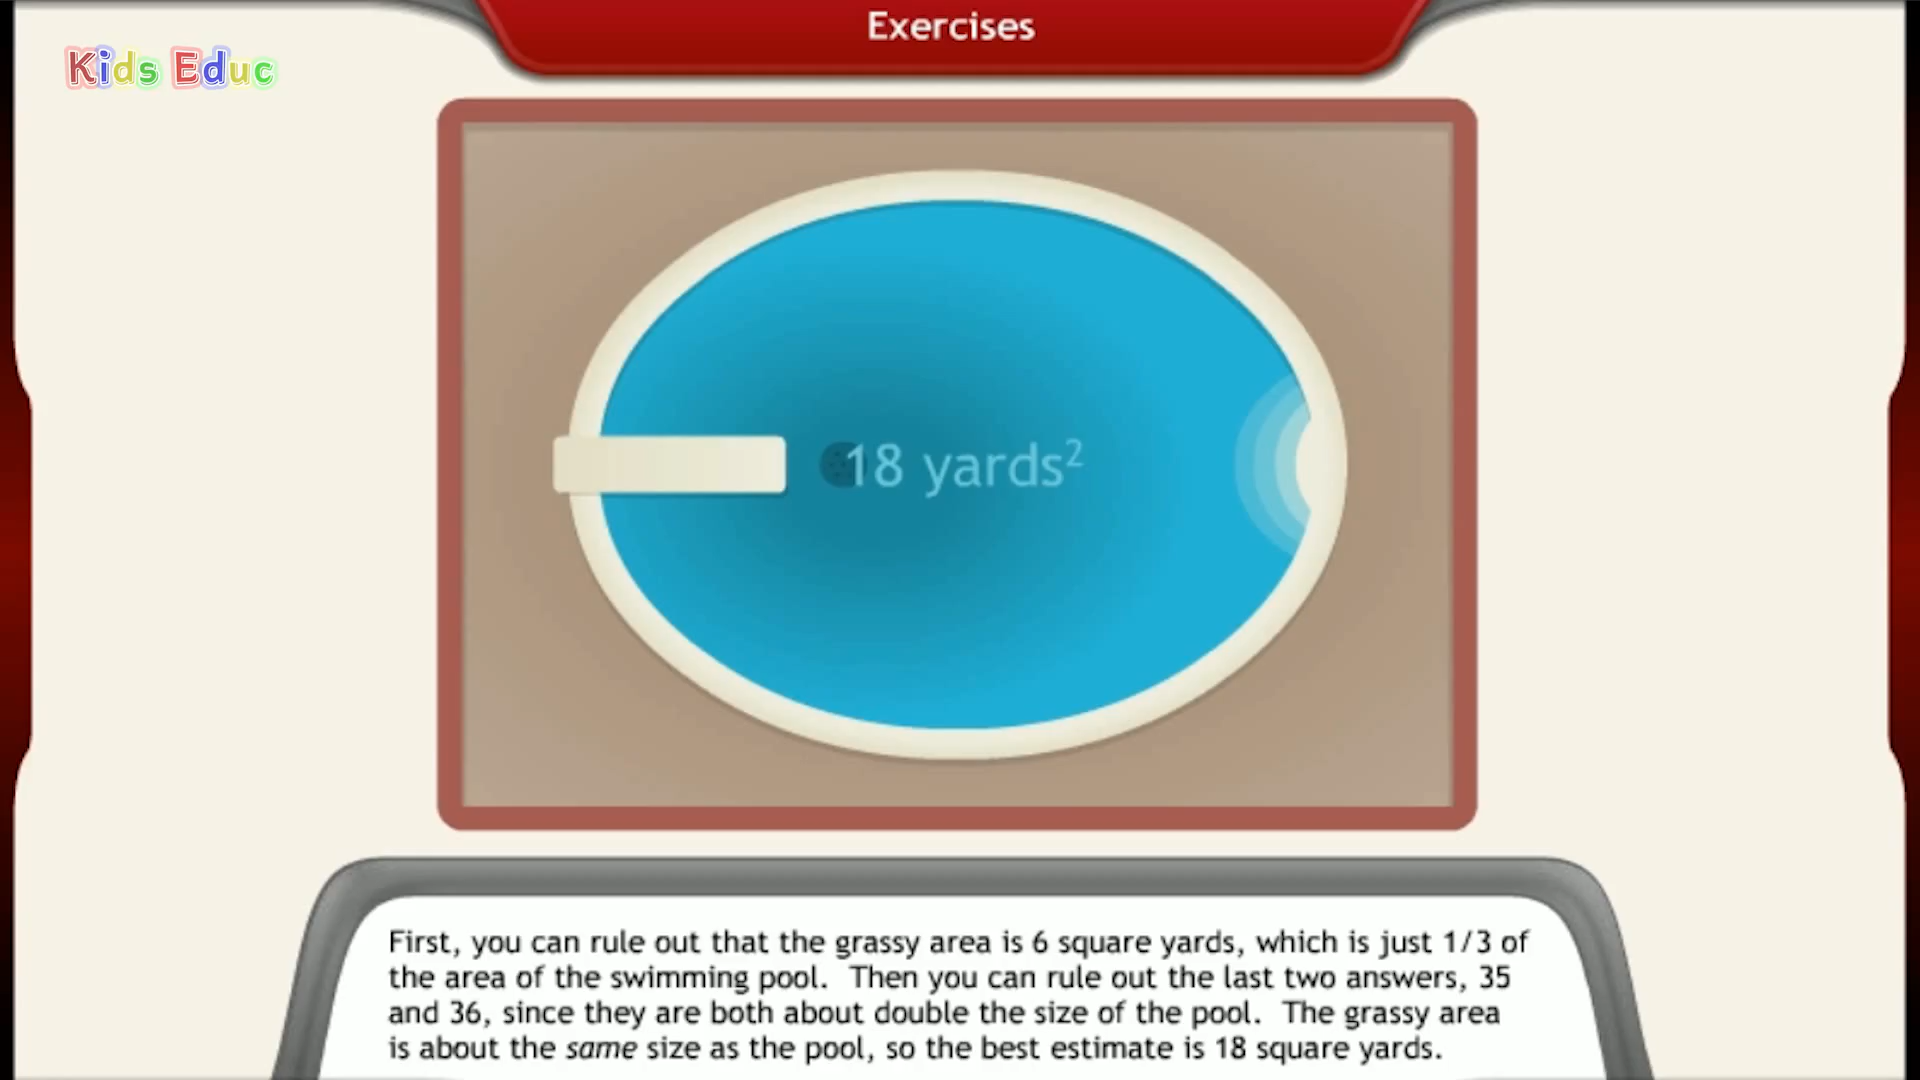 Exercises
Kids Educ
18 yards²
First, you can rule out that the grassy area is 6 square yards, which is just 1/3 of
the area of the swimming pool.  Then you can rule out the last two answers, 35
and 36, since they are both about double the size of the pool.  The grassy area
is about the same size as the pool, so the best estimate is 18 square yards.